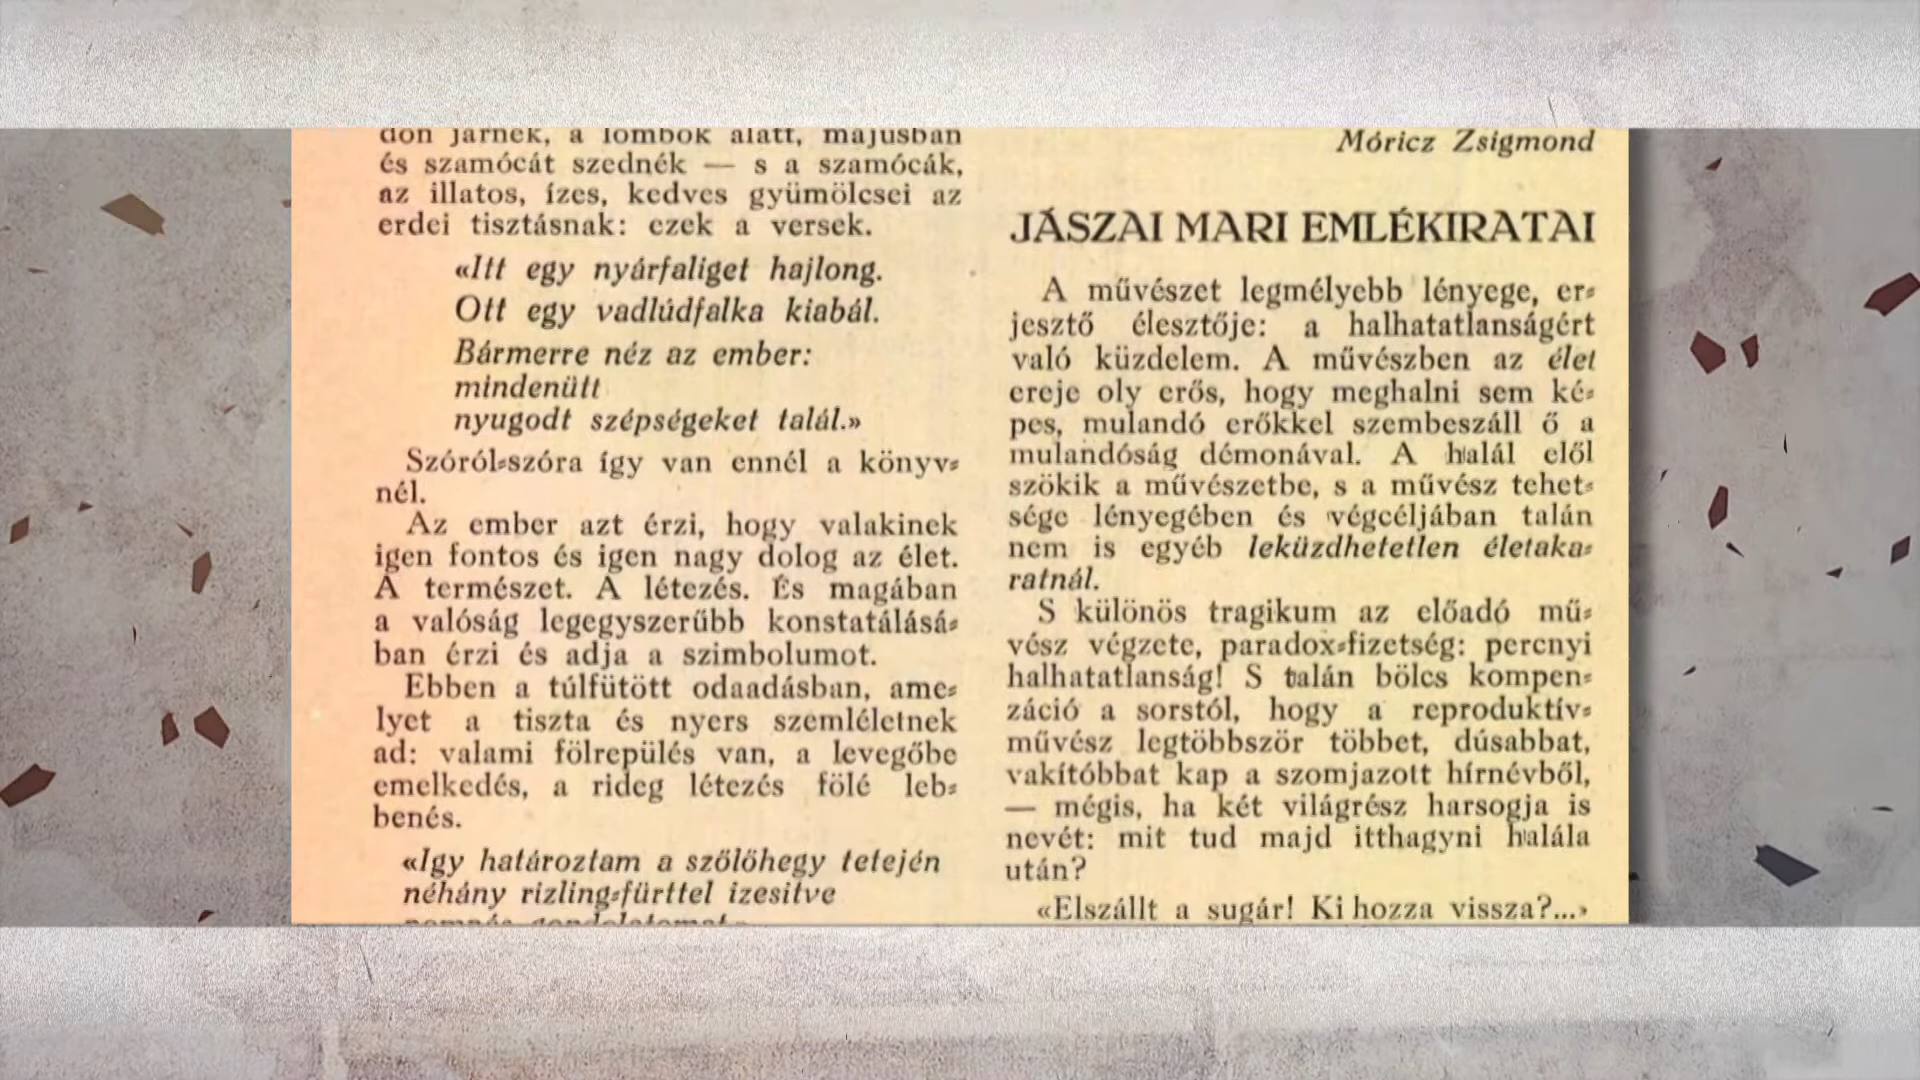 don járnék, a lombok alatt, májusban
és szamócát szednék — s a szamócák,
az illatos, ízes, kedves gyümölcsei az
erdei tisztásnak: ezek a versek.
«Itt egy nyárfaliget hajlong.
Ott egy vadlúdfalka kiabál.
Bármerre néz az ember:
mindenütt
nyugodt szépségeket talál.»
Szóról-szóra így van ennél a könyv-
nél.
Az ember azt érzi, hogy valakinek
igen fontos és igen nagy dolog az élet.
A természet. A létezés. És magában
a valóság legegyszerűbb konstatálásá-
ban érzi és adja a szimbolumot.
Ebben a túlfütött odaadásban, ame-
lyet a tiszta és nyers szemléletnek
ad: valami fölrepülés van, a levegőbe
emelkedés, a rideg létezés fölé leb-
benés.
«Igy határoztam a szőlőhegy tetején
néhány rizling-fürttel izesitve
pompás gondolatomat»
Móricz Zsigmond
JÁSZAI MARI EMLÉKIRATAI
A művészet legmélyebb lényege, er-
jesztő élesztője: a halhatatlanságért
való küzdelem. A művészben az élet
ereje oly erős, hogy meghalni sem ké-
pes, mulandó erőkkel szembeszáll ő a
mulandóság démonával. A halál elől
szökik a művészetbe, s a művész tehet-
sége lényegében és végcéljában talán
nem is egyéb leküzdhetetlen életaka-
ratnál.
S különös tragikum az előadó mű-
vész végzete, paradox-fizetség: percnyi
halhatatlanság! S talán bölcs kompen-
záció a sorstól, hogy a reproduktív-
művész legtöbbször többet, dúsabbat,
vakítóbbat kap a szomjazott hírnévből,
— mégis, ha két világrész harsogja is
nevét: mit tud majd itthagyni halála
után?
«Elszállt a sugár! Ki hozza vissza?...»